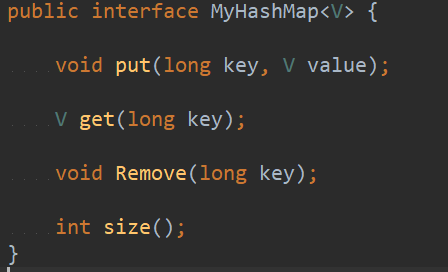 public interface MyHashMap<V> {
void put(long key, V value);
V get(long key);
void Remove(long key);
int size();
}